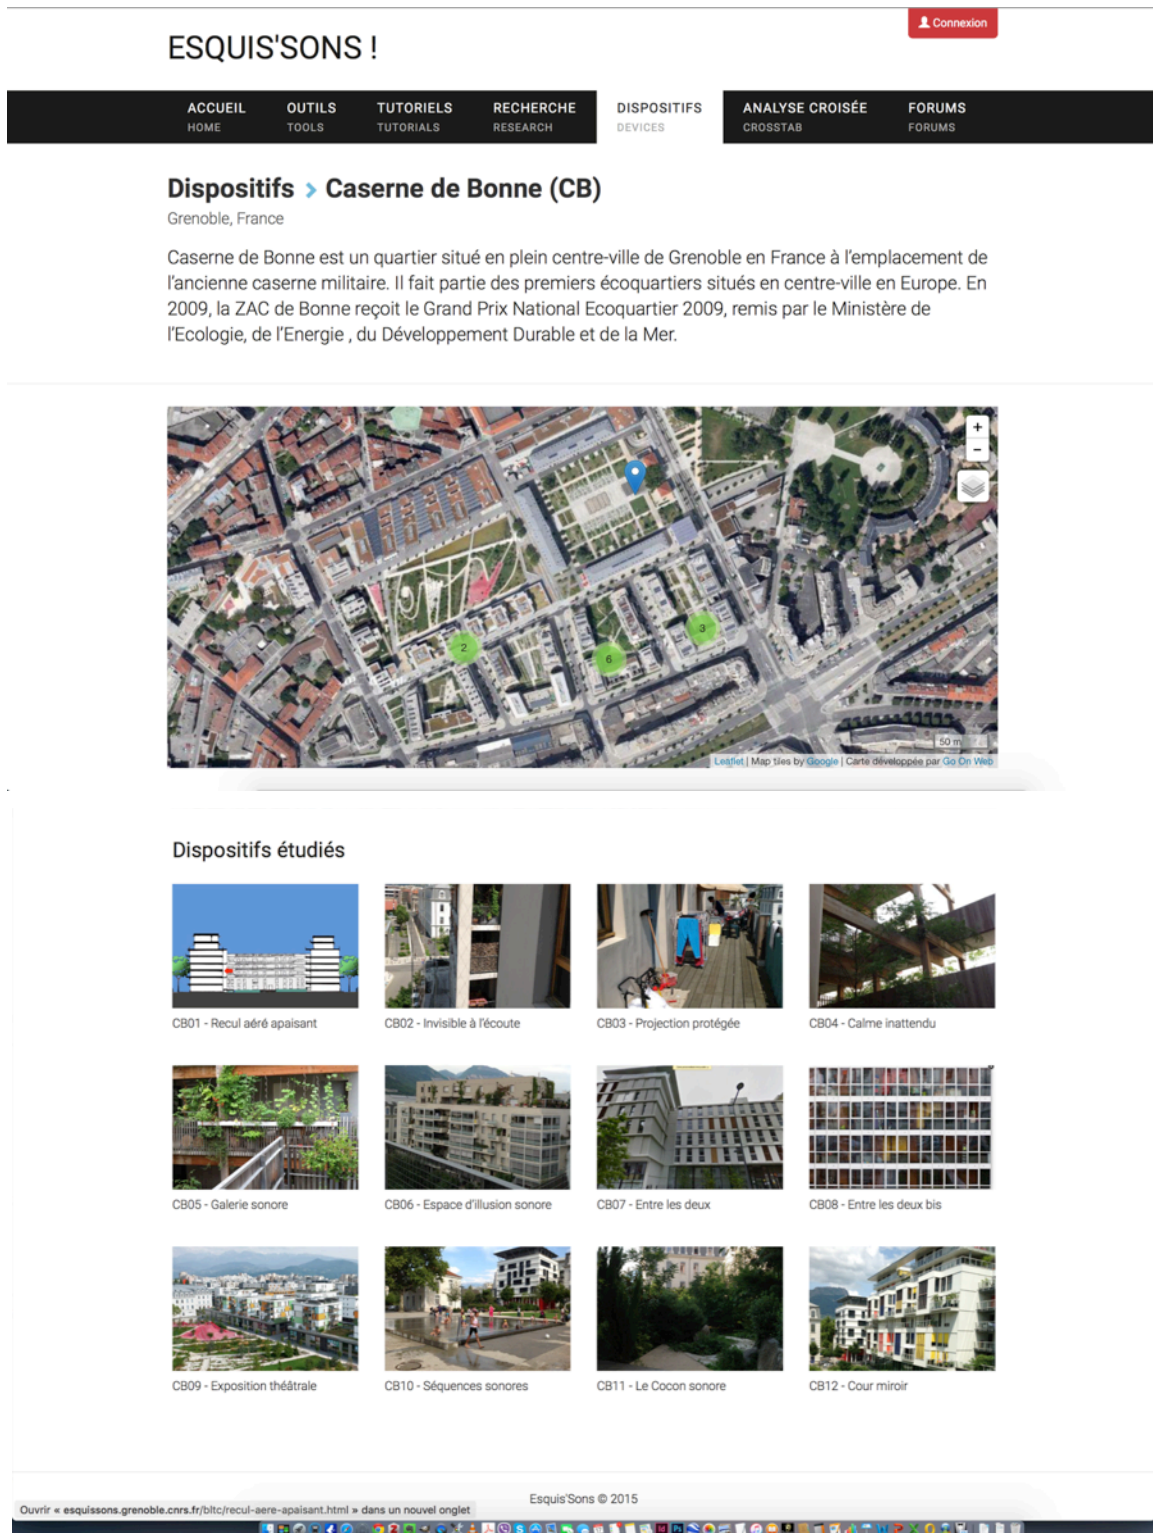 Connexion
ESQUIS'SONS !
ACCUEIL OUTILS TUTORIELS RECHERCHE DISPOSITIFS ANALYSE CROISÉE FORUMS
HOME TOOLS TUTORIALS RESEARCH DEVICES CROSSTAB FORUMS
Dispositifs > Caserne de Bonne (CB)
Grenoble, France
Caserne de Bonne est un quartier situé en plein centre-ville de Grenoble en France à l'emplacement de
l'ancienne caserne militaire. Il fait partie des premiers écoquartiers situés en centre-ville en Europe. En
2009, la ZAC de Bonne reçoit le Grand Prix National Ecoquartier 2009, remis par le Ministère de
l'Ecologie, de l'Energie , du Développement Durable et de la Mer.
+
-
3
2
6
50 m
Leaflet | Map tiles by Google | Carte développée par Go On Web
Dispositifs étudiés
CB01 - Recul aéré apaisant CB02 - Invisible à l'écoute CB03 - Projection protégée CB04 - Calme inattendu
CB05 - Galerie sonore CB06 - Espace d'illusion sonore CB07 - Entre les deux CB08 - Entre les deux bis
CB09 - Exposition théâtrale CB10 - Séquences sonores CB11 - Le Cocon sonore CB12 - Cour miroir
Esquis'Sons © 2015
Ouvrir « esquissons.grenoble.cnrs.fr/bltc/recul-aere-apaisant.html » dans un nouvel onglet